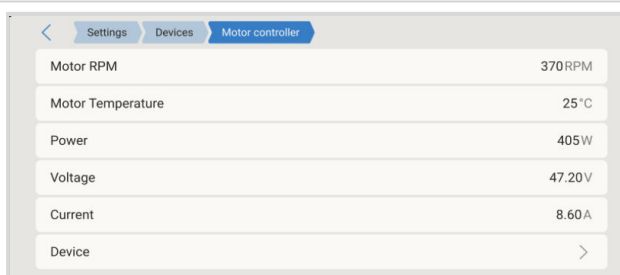 Settings Devices Motor controller
Motor RPM 370RPM
Motor Temperature 25°C
Power 405W
Voltage 47.20V
Current 8.60A
Device